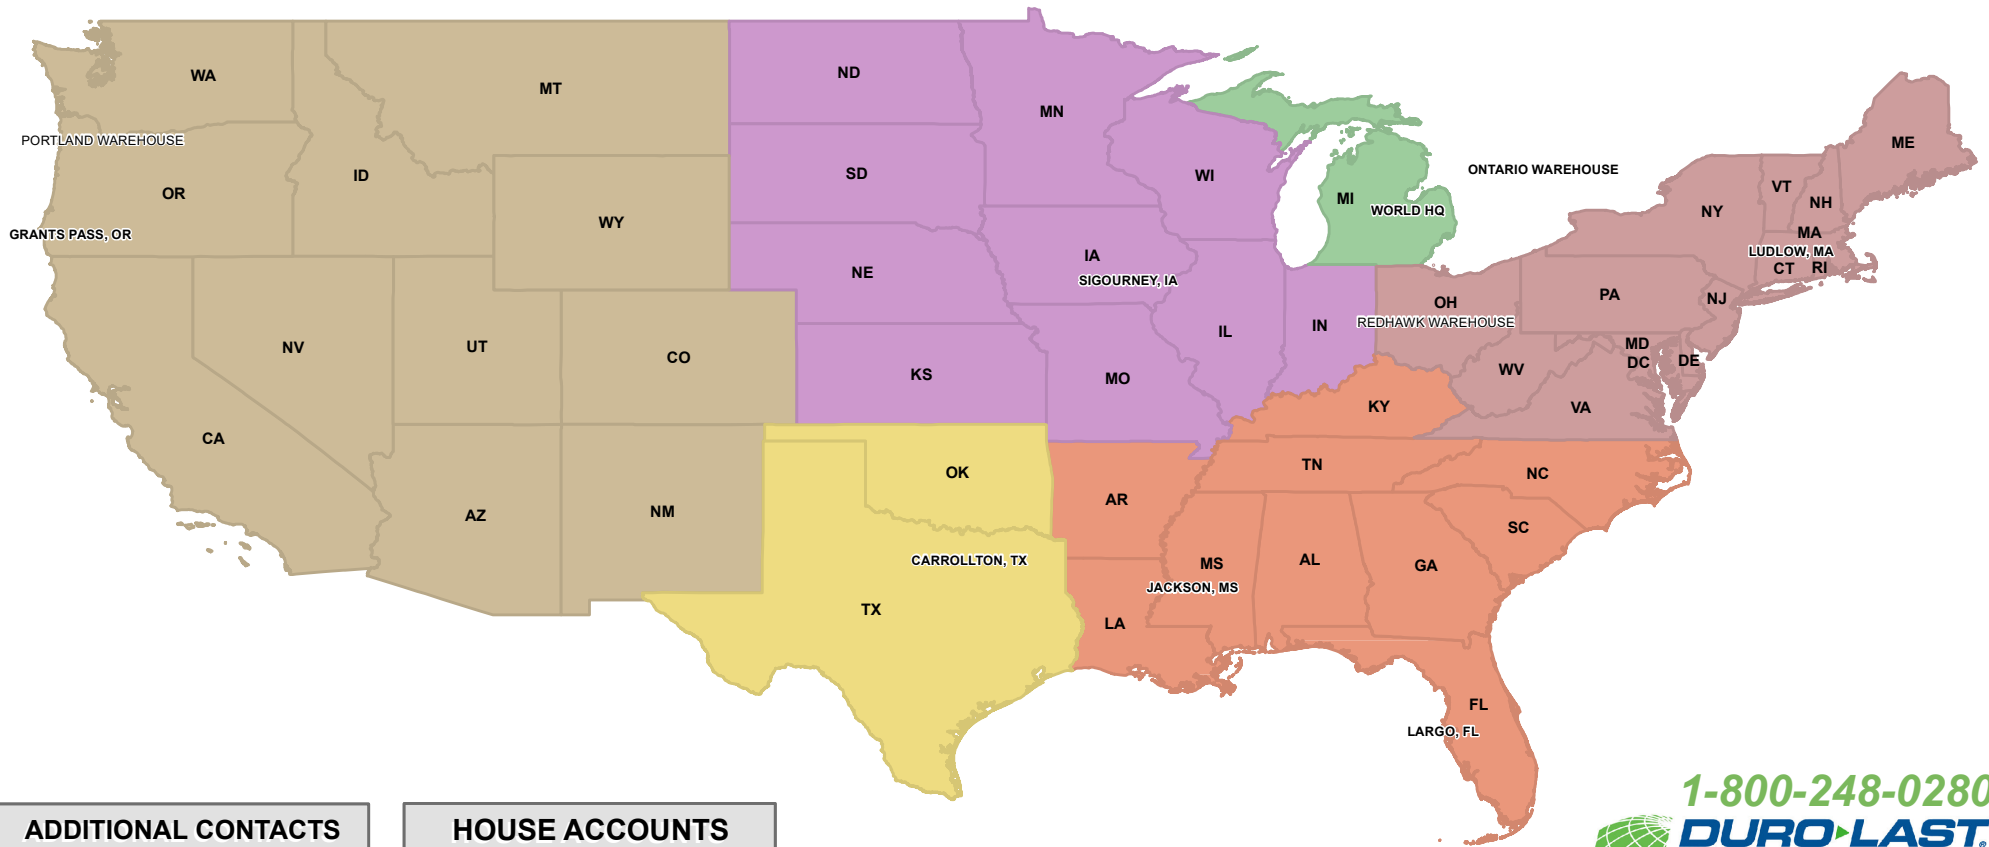 WA
MT
ND
MN
PORTLAND WAREHOUSE
ID
OR
SD
WI
MI
ONTARIO WAREHOUSE
ME
VT
NH
NY
WY
WORLD HQ
GRANTS PASS, OR
MA
LUDLOW, MA
CT RI
NE
IA
SIGOURNEY, IA
OH
REDHAWK WAREHOUSE
PA
NJ
NV
UT
CO
KS
MO
IL
IN
WV
MD
DC
DE
VA
KY
CA
AZ
NM
OK
AR
TN
NC
SC
CARROLLTON, TX
TX
MS
JACKSON, MS
AL
GA
LA
FL
LARGO, FL
ADDITIONAL CONTACTS
HOUSE ACCOUNTS
1-800-248-0280
DURO LAST®